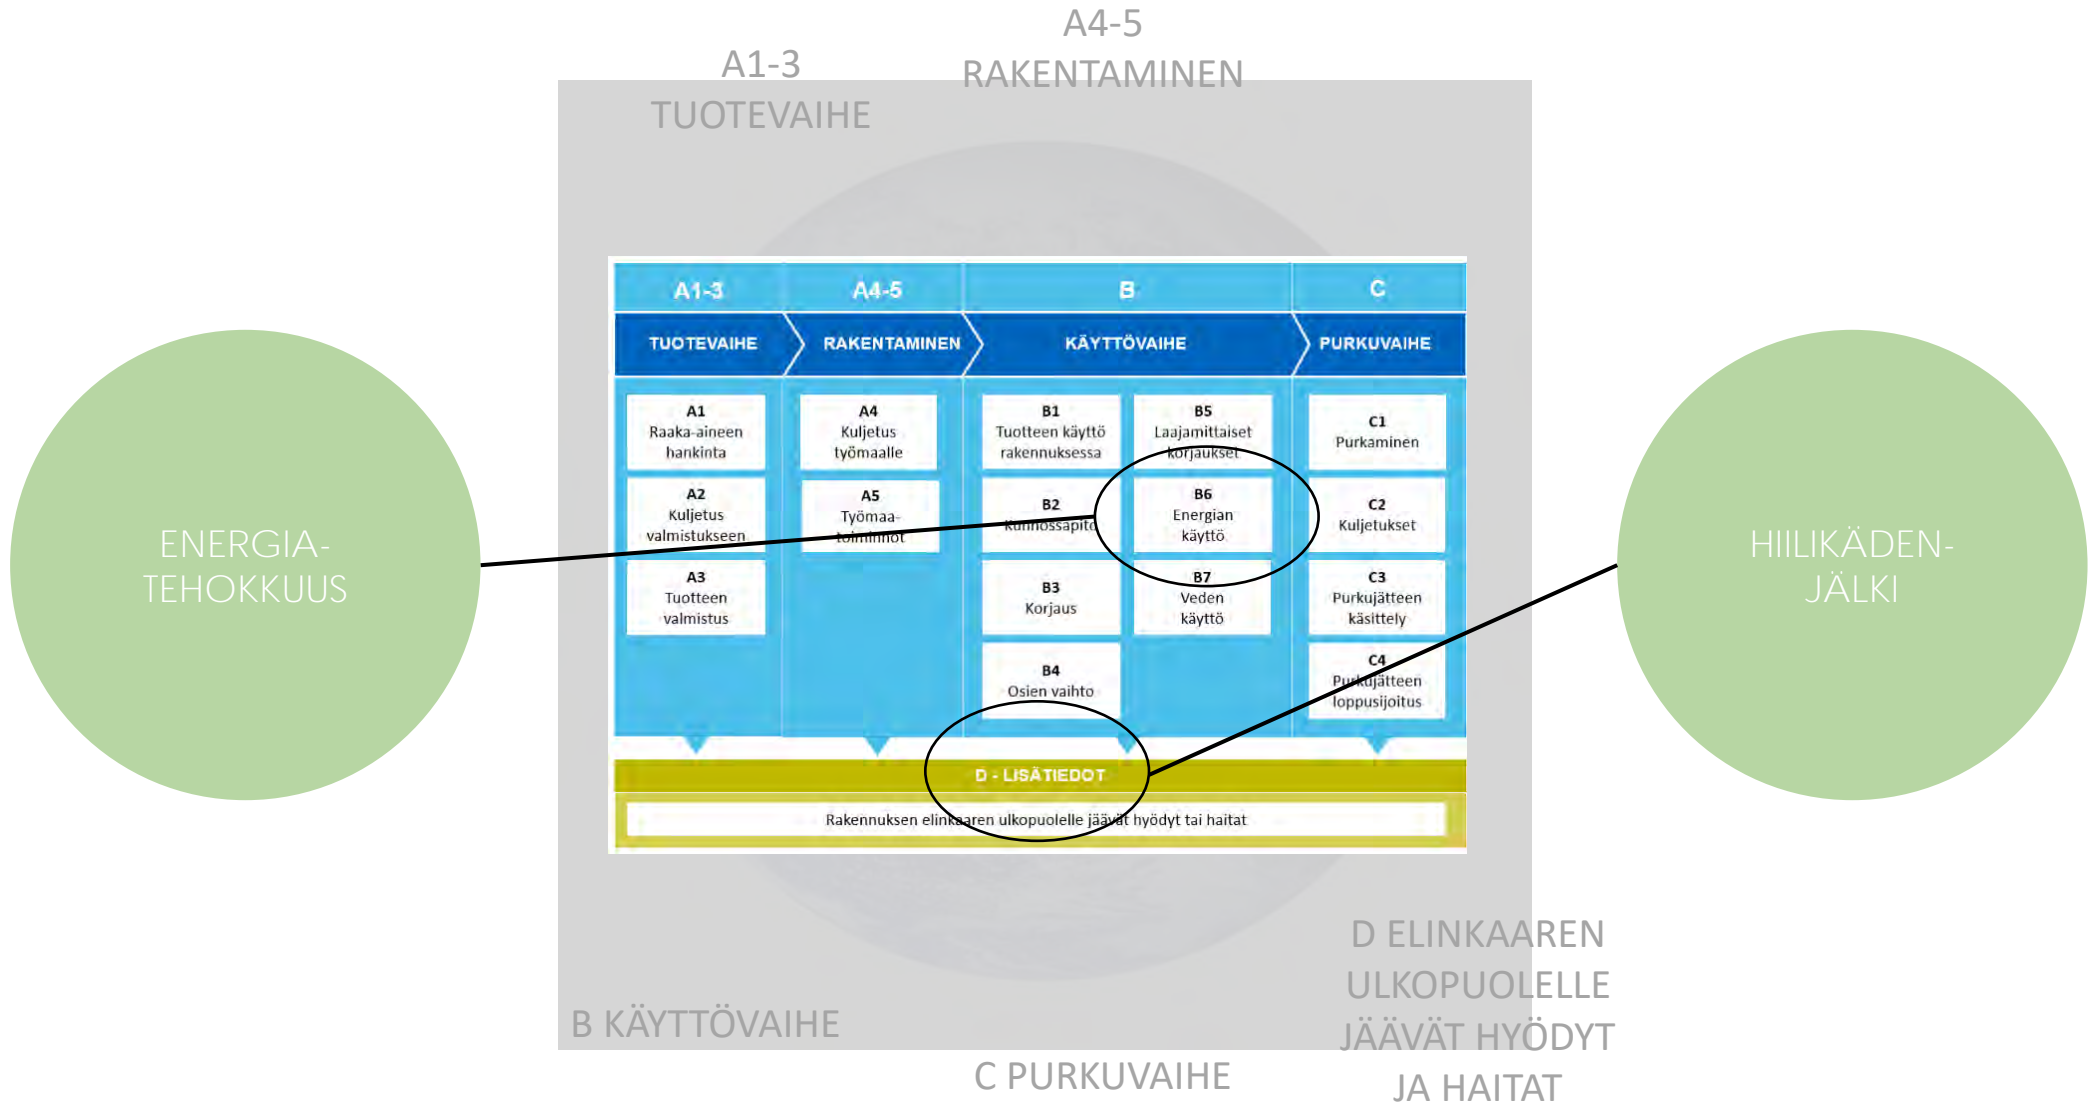 A4-5
RAKENTAMINEN
A1-3
TUOTEVAIHE
A1-3
A4-5
B
C
TUOTEVAIHE
RAKENTAMINEN
KÄYTTÖVAIHE
PURKUVAIHE
A1
Raaka-aineen
hankinta
A2
Kuljetus
valmistukseen
A3
Tuotteen
valmistus
A4
Kuljetus
työmaalle
A5
Työmaa-
toiminnot
B1
Tuotteen käyttö
rakennuksessa
B2
Kunnossapito
B3
Korjaus
B4
Osien vaihto
B5
Laajamittaiset
korjaukset
B6
Energian
käyttö
B7
Veden
käyttö
C1
Purkaminen
C2
Kuljetukset
C3
Purkujätteen
käsittely
C4
Purkujätteen
loppusijoitus
D - LISÄTIEDOT
Rakennuksen elinkaaren ulkopuolelle jäävät hyödyt tai haitat
ENERGIA-
TEHOKKUUS
HIILIKÄDEN-
JÄLKI
B KÄYTTÖVAIHE
C PURKUVAIHE
D ELINKAAREN
ULKOPUOLELLE
JÄÄVÄT HYÖDYT
JA HAITAT